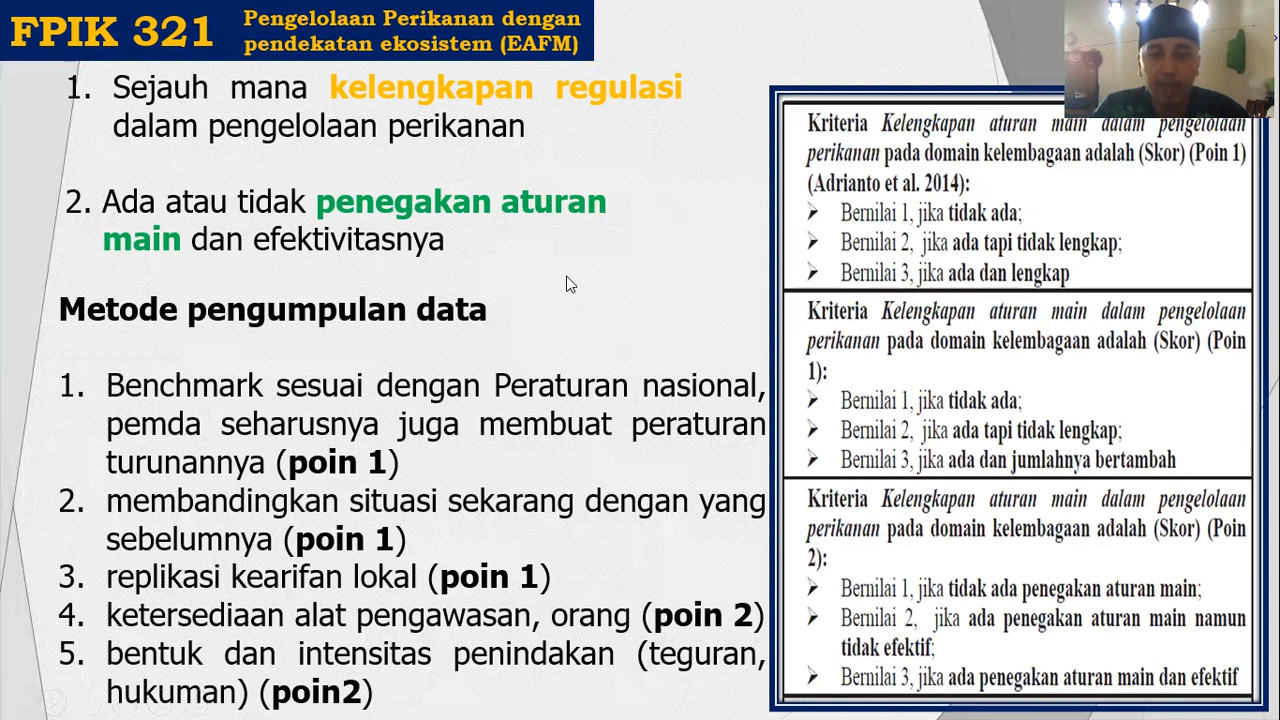 FPIK 321
Pengelolaan Perikanan dengan
pendekatan ekosistem (EAFM)
1. Sejauh mana kelengkapan regulasi
dalam pengelolaan perikanan
2. Ada atau tidak penegakan aturan
main dan efektivitasnya
Metode pengumpulan data
1. Benchmark sesuai dengan Peraturan nasional,
pemda seharusnya juga membuat peraturan
turunannya (poin 1)
2. membandingkan situasi sekarang dengan yang
sebelumnya (poin 1)
3. replikasi kearifan lokal (poin 1)
4. ketersediaan alat pengawasan, orang (poin 2)
5. bentuk dan intensitas penindakan (teguran,
hukuman) (poin2)
Kriteria Kelengkapan aturan main dalam pengelolaan
perikanan pada domain kelembagaan adalah (Skor) (Poin 1)
(Adrianto et al. 2014):
➢ Bernilai 1, jika tidak ada;
➢ Bernilai 2, jika ada tapi tidak lengkap;
➢ Bernilai 3, jika ada dan lengkap
Kriteria Kelengkapan aturan main dalam pengelolaan
perikanan pada domain kelembagaan adalah (Skor) (Poin
1):
➢ Bernilai 1, jika tidak ada;
➢ Bernilai 2, jika ada tapi tidak lengkap;
➢ Bernilai 3, jika ada dan jumlahnya bertambah
Kriteria Kelengkapan aturan main dalam pengelolaan
perikanan pada domain kelembagaan adalah (Skor) (Poin
2):
➢ Bernilai 1, jika tidak ada penegakan aturan main;
➢ Bernilai 2, jika ada penegakan aturan main namun
tidak efektif;
➢ Bernilai 3, jika ada penegakan aturan main dan efektif